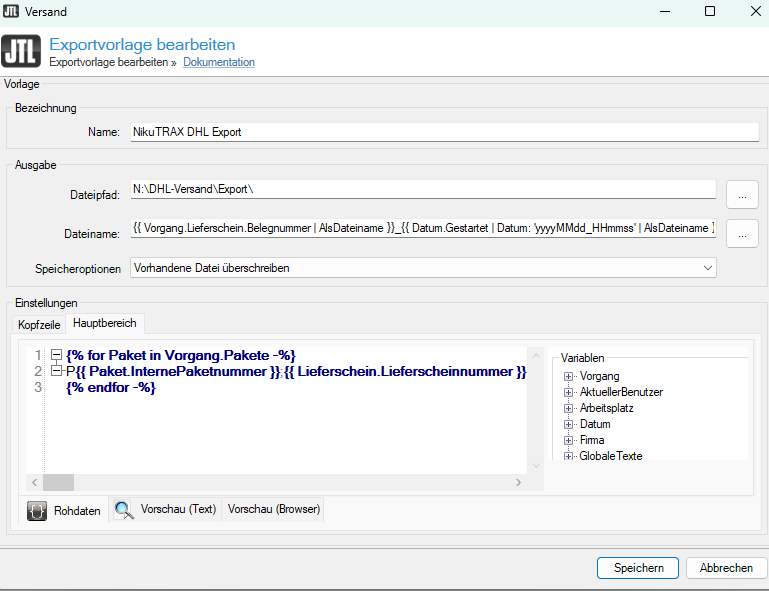 JTL Versand
JTL Exportvorlage bearbeiten
Exportvorlage bearbeiten » Dokumentation
Vorlage
Bezeichnung
Name: NikuTRAX DHL Export
Ausgabe
Dateipfad: N:\DHL-Versand\Export\ ...
Dateiname: {{ Vorgang.Lieferschein.Belegnummer | AlsDateiname }}_{{ Datum.Gestartet | Datum: 'yyyyMMdd_HHmmss' | AlsDateiname } ...
Speicheroptionen Vorhandene Datei überschreiben
Einstellungen
Kopfzeile Hauptbereich
1 {% for Paket in Vorgang.Pakete -%}
2 P{{ Paket.InternePaketnummer }};{{ Lieferschein.Lieferscheinnummer }}
3 {% endfor -%}
Variablen
Vorgang
AktuellerBenutzer
Arbeitsplatz
Datum
Firma
GlobaleTexte
Rohdaten Vorschau (Text) Vorschau (Browser)
Speichern Abbrechen